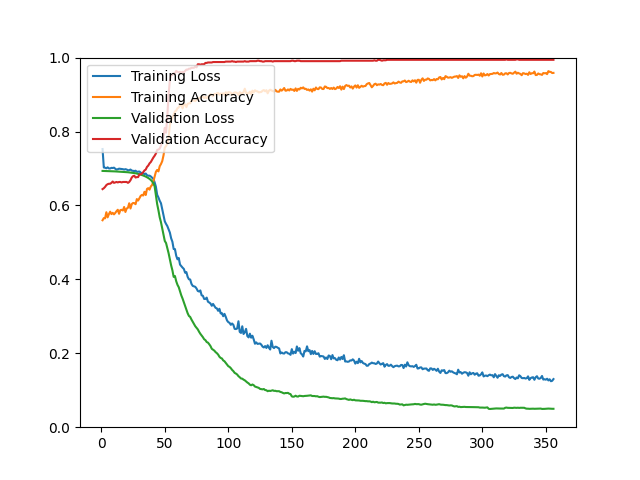 1.0
0.8
0.6
0.4
0.2
0.0
Training Loss
Training Accuracy
Validation Loss
Validation Accuracy
0 50 100 150 200 250 300 350